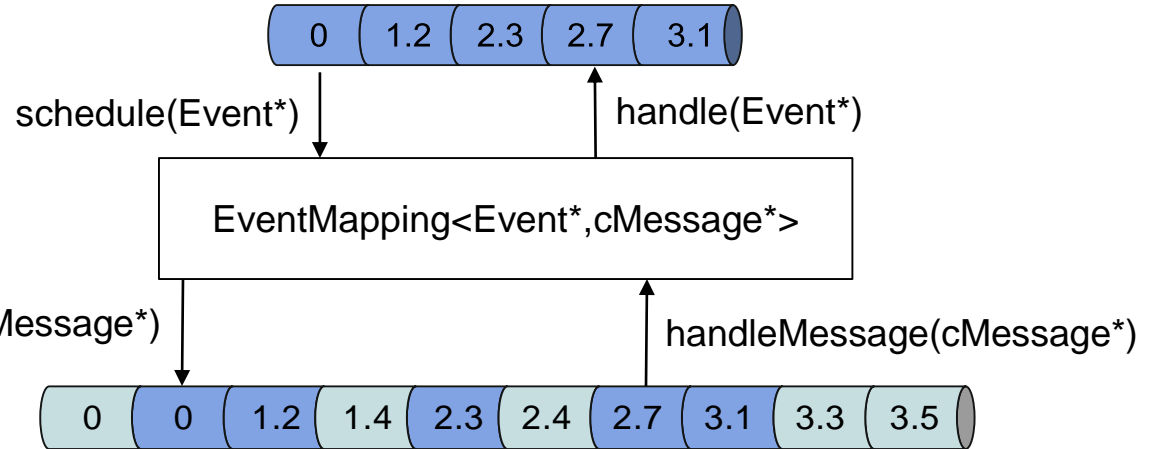 0 1.2 2.3 2.7 3.1
schedule(Event*)
handle(Event*)
EventMapping<Event*,cMessage*>
Message*)
handleMessage(cMessage*)
0 0 1.2 1.4 2.3 2.4 2.7 3.1 3.3 3.5